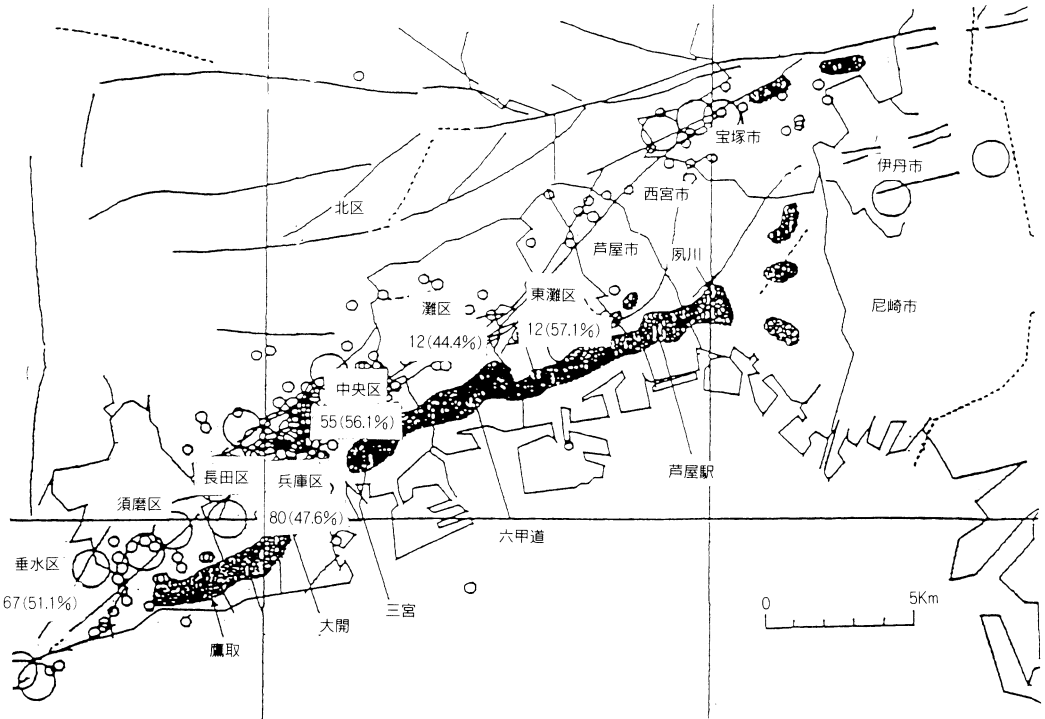 宝塚市
伊丹市
西宮市
北区
芦屋市
夙川
東灘区
灘区
尼崎市
12(57.1%)
12(44.4%)
中央区
55(56.1%)
芦屋駅
長田区
兵庫区
須磨区
80(47.6%)
六甲道
垂水区
67(51.1%)
0
5Km
三宮
大開
鷹取